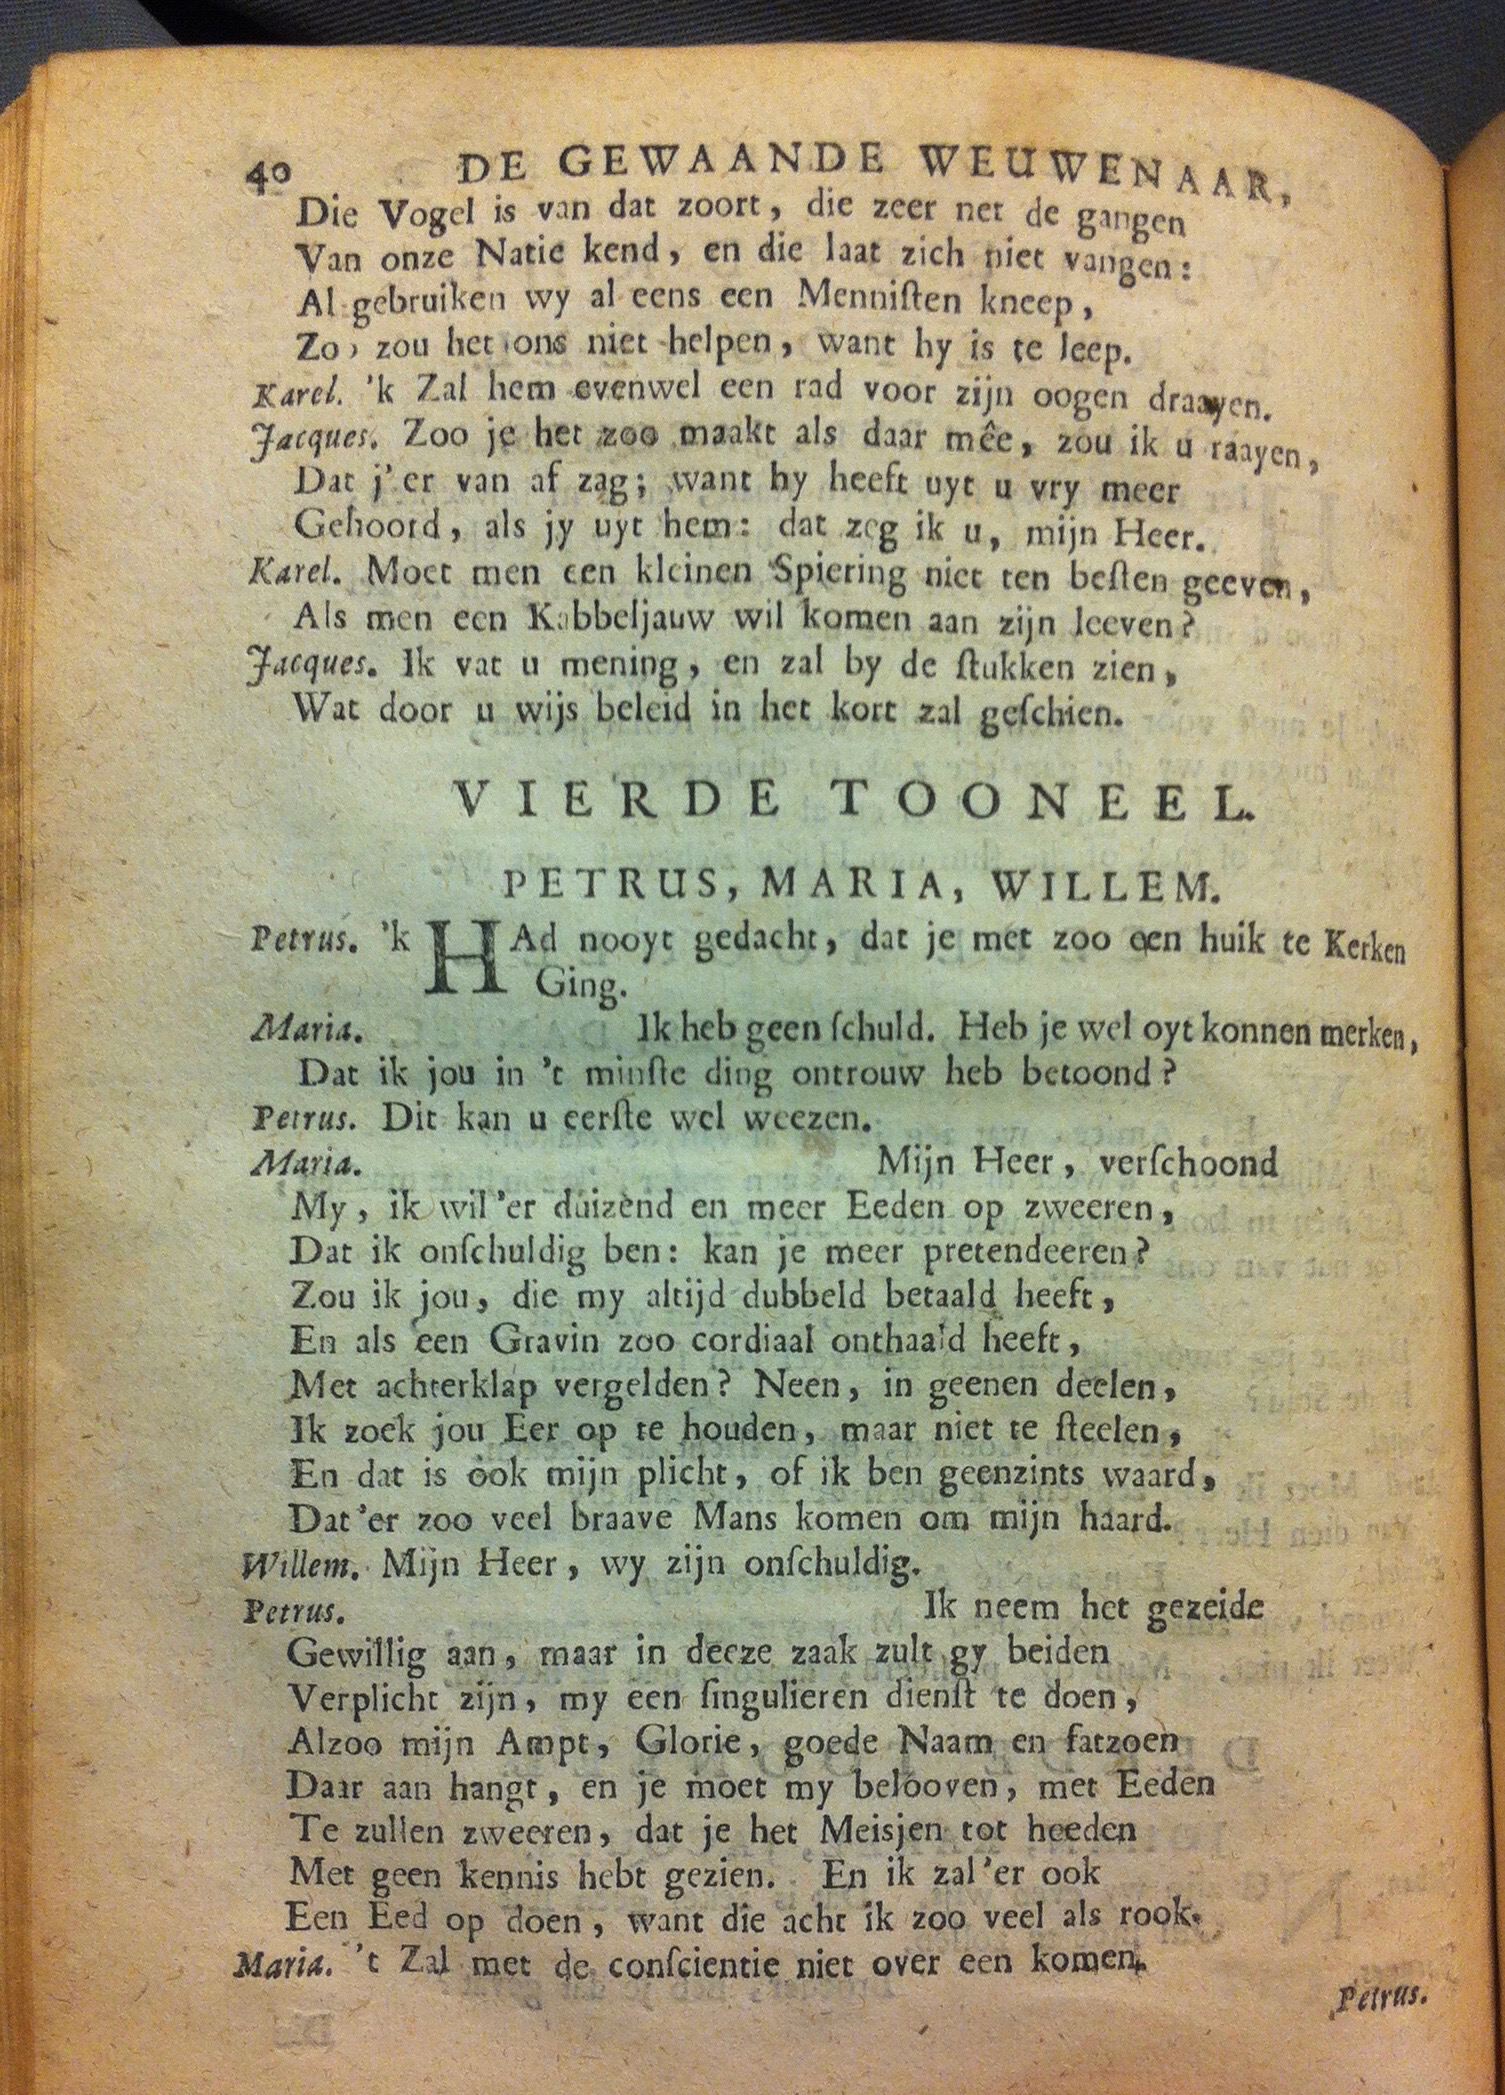 40 DE GEWAANDE WEUWENAAR,
Die Vogel is van dat zoort, die zeer net de gangen
Van onze Natie kend, en die laat zich niet vangen:
Al gebruiken wy al eens een Menniſten kneep,
Zoo zou het ons niet helpen, want hy is te leep.
Karel. 'k Zal hem evenwel een rad voor zijn oogen draayen.
Jacques. Zoo je het zoo maakt als daar mêe, zou ik u raayen,
Dat j'er van af zag; want hy heeft uyt u vry meer
Gehoord, als jy uyt hem: dat zeg ik u, mijn Heer.
Karel. Moet men een kleinen Spiering niet ten beſten geeven,
Als men een Kabbeljauw wil komen aan zijn leeven?
Jacques. Ik vat u mening, en zal by de ſtukken zien,
Wat door u wijs beleid in het kort zal geſchien.
VIERDE TOONEEL.
PETRUS, MARIA, WILLEM.
Petrus. 'k HAd nooyt gedacht, dat je met zoo een huik te Kerken
Ging.
Maria. Ik heb geen ſchuld. Heb je wel oyt konnen merken,
Dat ik jou in 't minſte ding ontrouw heb betoond?
Petrus. Dit kan u eerſte wel weezen.
Maria. Mijn Heer, verſchoond
My, ik wil'er duizend en meer Eeden op zweeren,
Dat ik onſchuldig ben: kan je meer pretendeeren?
Zou ik jou, die my altijd dubbeld betaald heeft,
En als een Gravin zoo cordiaal onthaald heeft,
Met achterklap vergelden? Neen, in geenen deelen,
Ik zoek jou Eer op te houden, maar niet te ſteelen,
En dat is ook mijn plicht, of ik ben geenzints waard,
Dat'er zoo veel braave Mans komen om mijn haard.
Willem. Mijn Heer, wy zijn onſchuldig.
Petrus. Ik neem het gezeide
Gewillig aan, maar in deeze zaak zult gy beiden
Verplicht zijn, my een ſingulieren dienſt te doen,
Alzoo mijn Ampt, Glorie, goede Naam en fatzoen
Daar aan hangt, en je moet my belooven, met Eeden
Te zullen zweeren, dat je het Meisjen tot heeden
Met geen kennis hebt gezien. En ik zal'er ook
Een Eed op doen, want die acht ik zoo veel als rook.
Maria. 't Zal met de conſcientie niet over een komen.
Petrus.